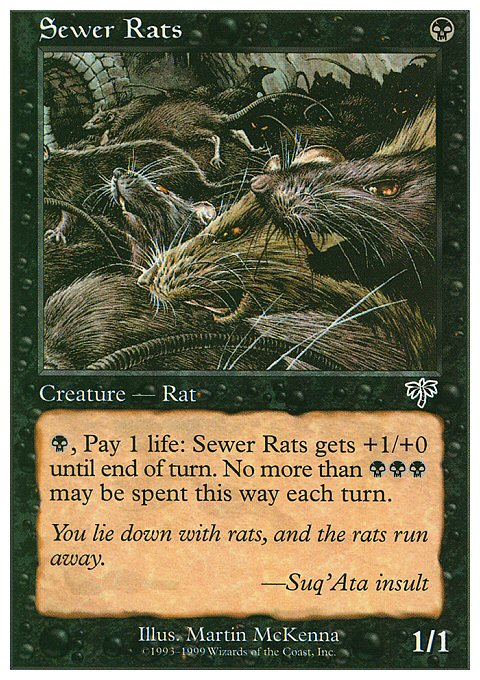 Sewer Rats
Creature — Rat
, Pay 1 life: Sewer Rats gets +1/+0
until end of turn. No more than
may be spent this way each turn.
You lie down with rats, and the rats run
away.
—Suq'Ata insult
Illus. Martin McKenna
©1993-1999 Wizards of the Coast, Inc.
1/1